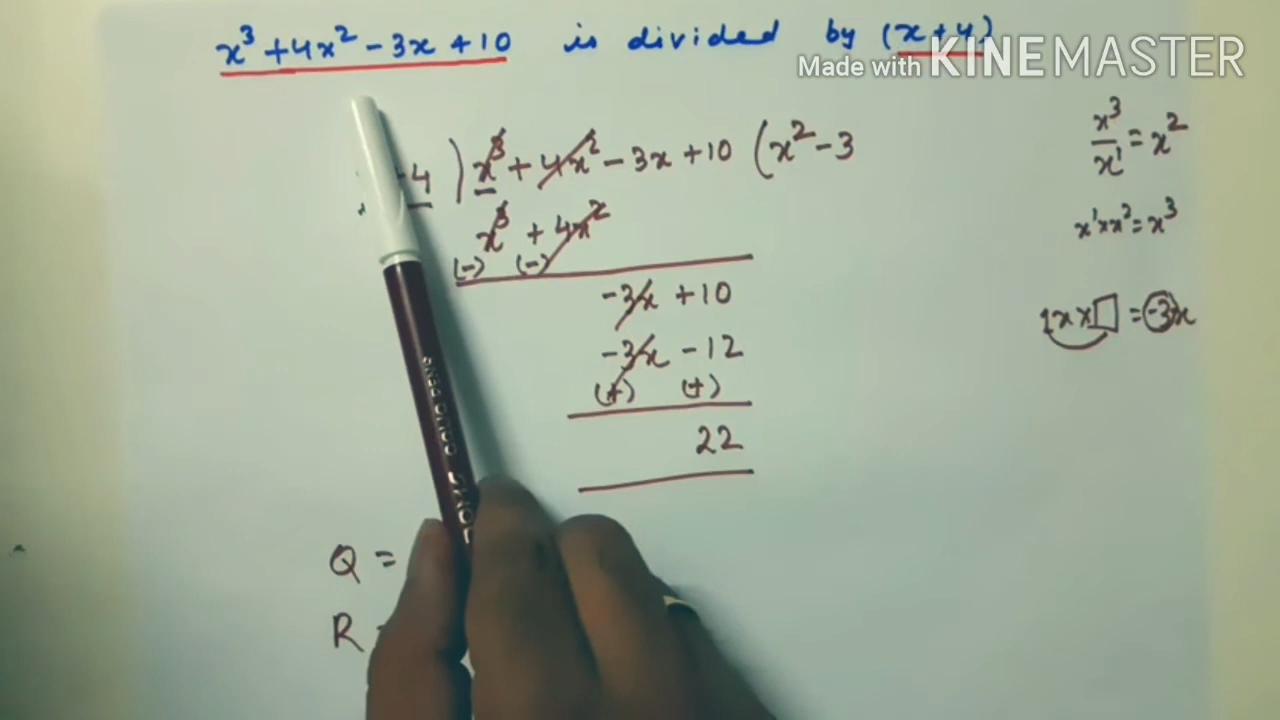 x³ + 4x² - 3x + 10 is divided by (x + 4)
Made with KINEMASTER
4 ) x³ + 4x² - 3x + 10 ( x² - 3
x³ + 4x²
(-) (-)
-3x + 10
-3x - 12
(+) (+)
22
Q =
R
x³/x¹ = x²
x¹ × x² = x³
1x × □ = -3x